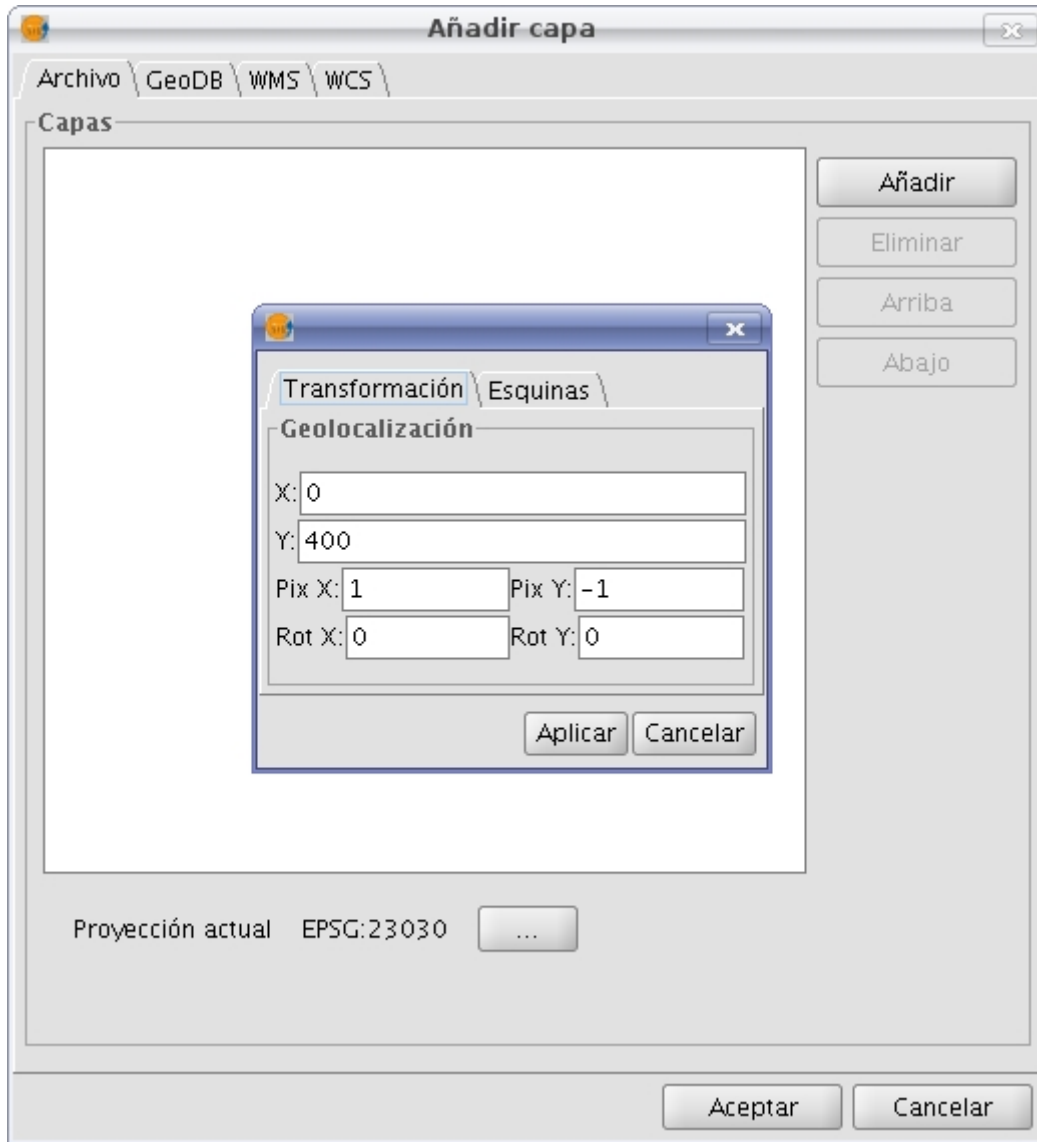 Añadir capa
Archivo GeoDB WMS WCS
Capas
Añadir
Eliminar
Arriba
Abajo
Transformación Esquinas
Geolocalización
X: 0
Y: 400
Pix X: 1 Pix Y: -1
Rot X: 0 Rot Y: 0
Aplicar Cancelar
Proyección actual EPSG:23030 ...
Aceptar Cancelar